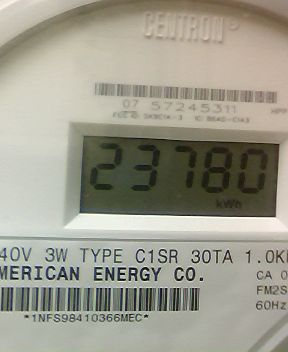 CENTRON®
07 57245311
23780
kWh
40V 3W TYPE C1SR 30TA 1.0K
MERICAN ENERGY CO.
CA 0
FM2S
60Hz
*1NFS98410366MEC*